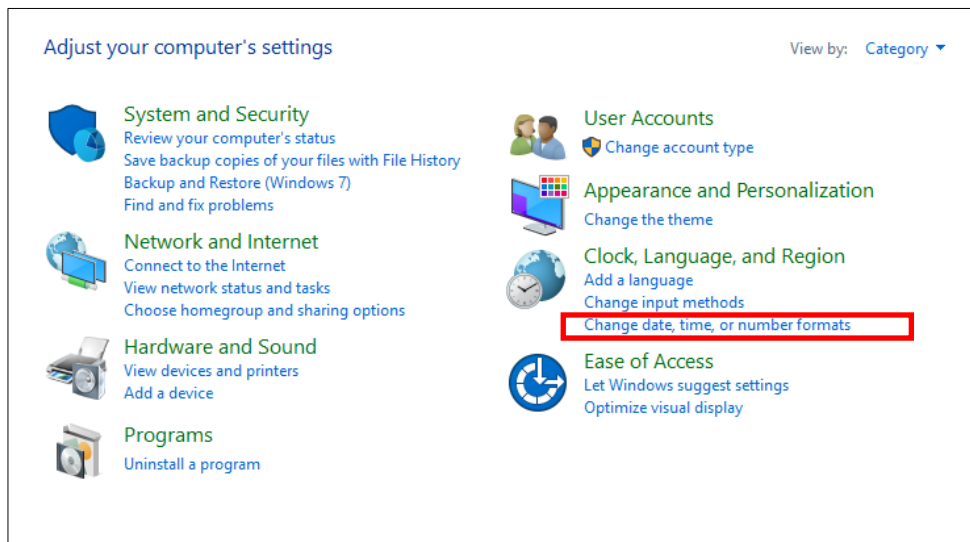 Adjust your computer's settings
View by: Category
System and Security
Review your computer's status
Save backup copies of your files with File History
Backup and Restore (Windows 7)
Find and fix problems
Network and Internet
Connect to the Internet
View network status and tasks
Choose homegroup and sharing options
Hardware and Sound
View devices and printers
Add a device
Programs
Uninstall a program
User Accounts
Change account type
Appearance and Personalization
Change the theme
Clock, Language, and Region
Add a language
Change input methods
Change date, time, or number formats
Ease of Access
Let Windows suggest settings
Optimize visual display